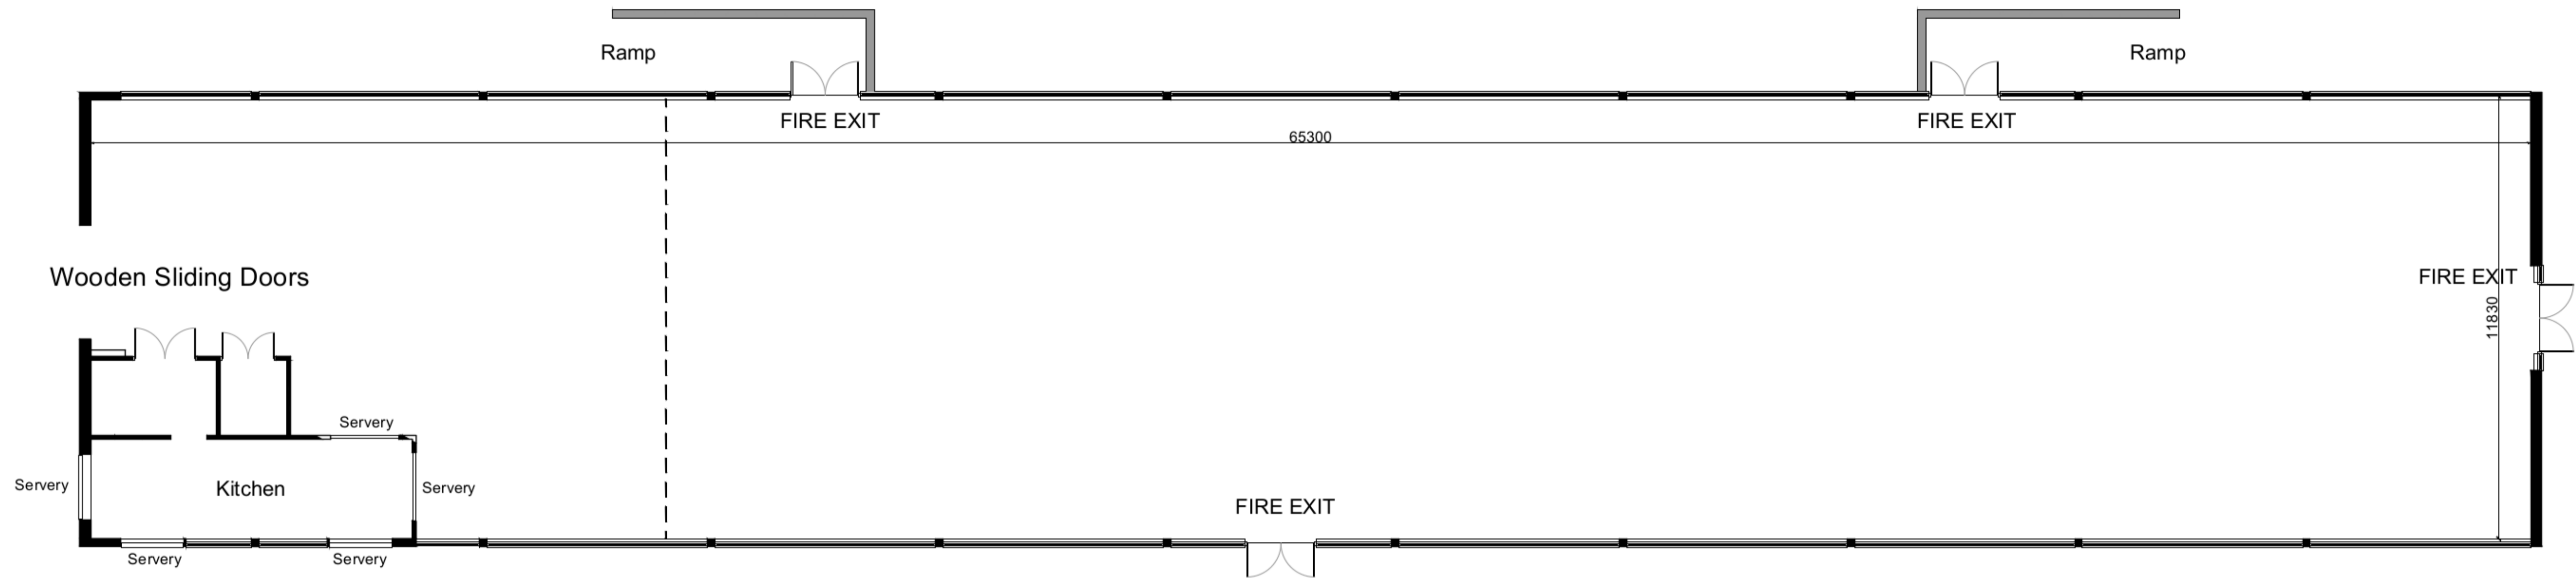 Ramp
Ramp
FIRE EXIT
FIRE EXIT
65300
Wooden Sliding Doors
FIRE EXIT
11830
Servery
Servery
Kitchen
Servery
FIRE EXIT
Servery
Servery